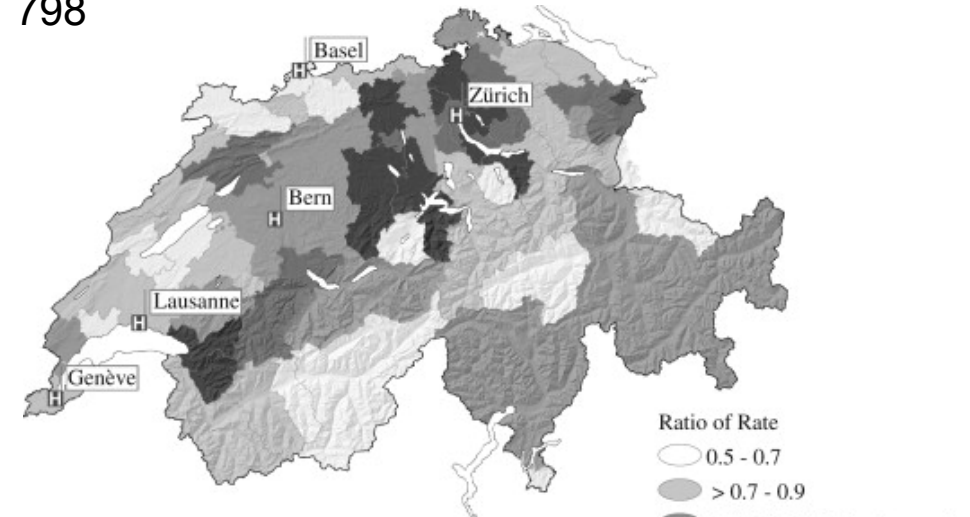 798
Basel
H
Zürich
H
Bern
H
Lausanne
H
Genève
H
Ratio of Rate
0.5 - 0.7
> 0.7 - 0.9